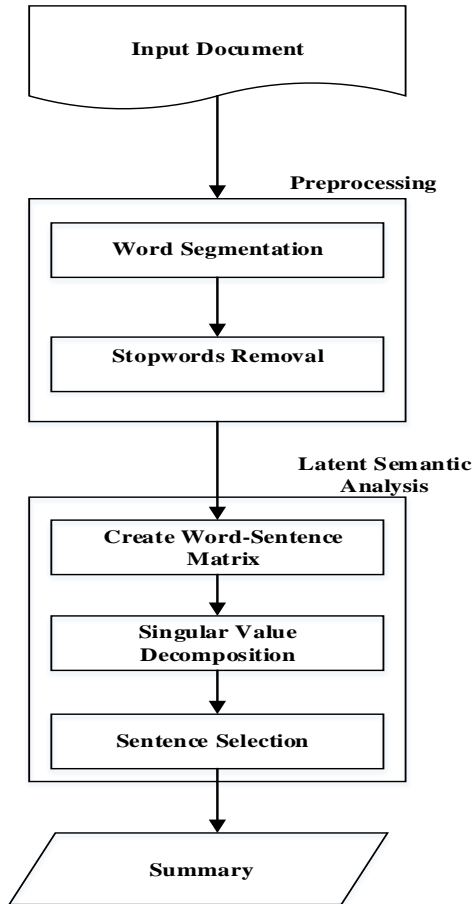 Input Document
Preprocessing
Word Segmentation
Stopwords Removal
Latent Semantic
Analysis
Create Word-Sentence
Matrix
Singular Value
Decomposition
Sentence Selection
Summary